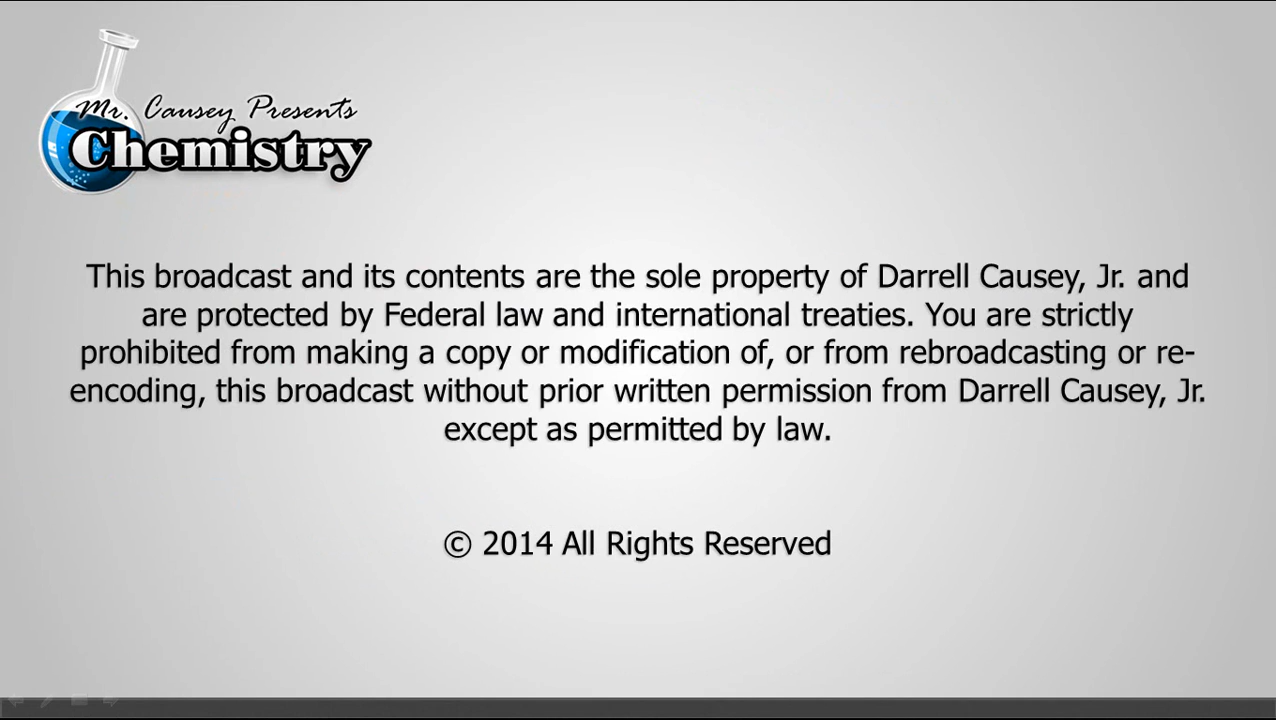 Mr. Causey Presents
Chemistry
This broadcast and its contents are the sole property of Darrell Causey, Jr. and
are protected by Federal law and international treaties. You are strictly
prohibited from making a copy or modification of, or from rebroadcasting or re-
encoding, this broadcast without prior written permission from Darrell Causey, Jr.
except as permitted by law.
© 2014 All Rights Reserved